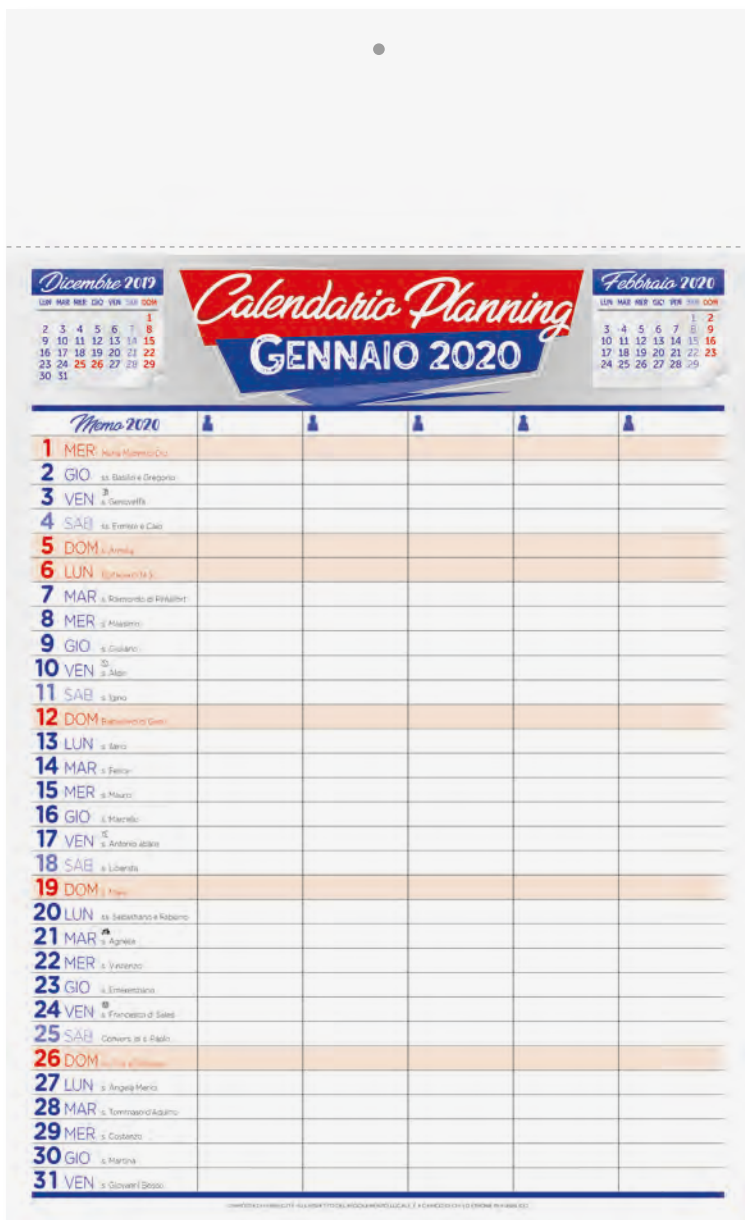 Dicembre 2019
LUN MAR MER GIO VEN SAB DOM
1
2 3 4 5 6 7 8
9 10 11 12 13 14 15
16 17 18 19 20 21 22
23 24 25 26 27 28 29
30 31
Calendario Planning
GENNAIO 2020
Febbraio 2020
LUN MAR MER GIO VEN SAB DOM
1 2
3 4 5 6 7 8 9
10 11 12 13 14 15 16
17 18 19 20 21 22 23
24 25 26 27 28 29
Memo 2020
1 MER
2 GIO ss. Basilio e Gregorio
3 VEN s. Genoveffa
4 SAB ss. Ermete e Caio
5 DOM s. Amelia
6 LUN
7 MAR s. Raimondo di Peñafort
8 MER s. Massimo
9 GIO s. Giuliano
10 VEN s. Aldo
11 SAB s. Igino
12 DOM Battesimo di Gesù
13 LUN s. Ilario
14 MAR s. Felice
15 MER s. Mauro
16 GIO s. Marcello
17 VEN s. Antonio abate
18 SAB s. Liberata
19 DOM s. Mario
20 LUN ss. Sebastiano e Fabiano
21 MAR s. Agnese
22 MER s. Vincenzo
23 GIO s. Emerenziana
24 VEN s. Francesco di Sales
25 SAB Convers. di s. Paolo
26 DOM
27 LUN s. Angela Merici
28 MAR s. Tommaso d'Aquino
29 MER s. Costanzo
30 GIO s. Martina
31 VEN s. Giovanni Bosco